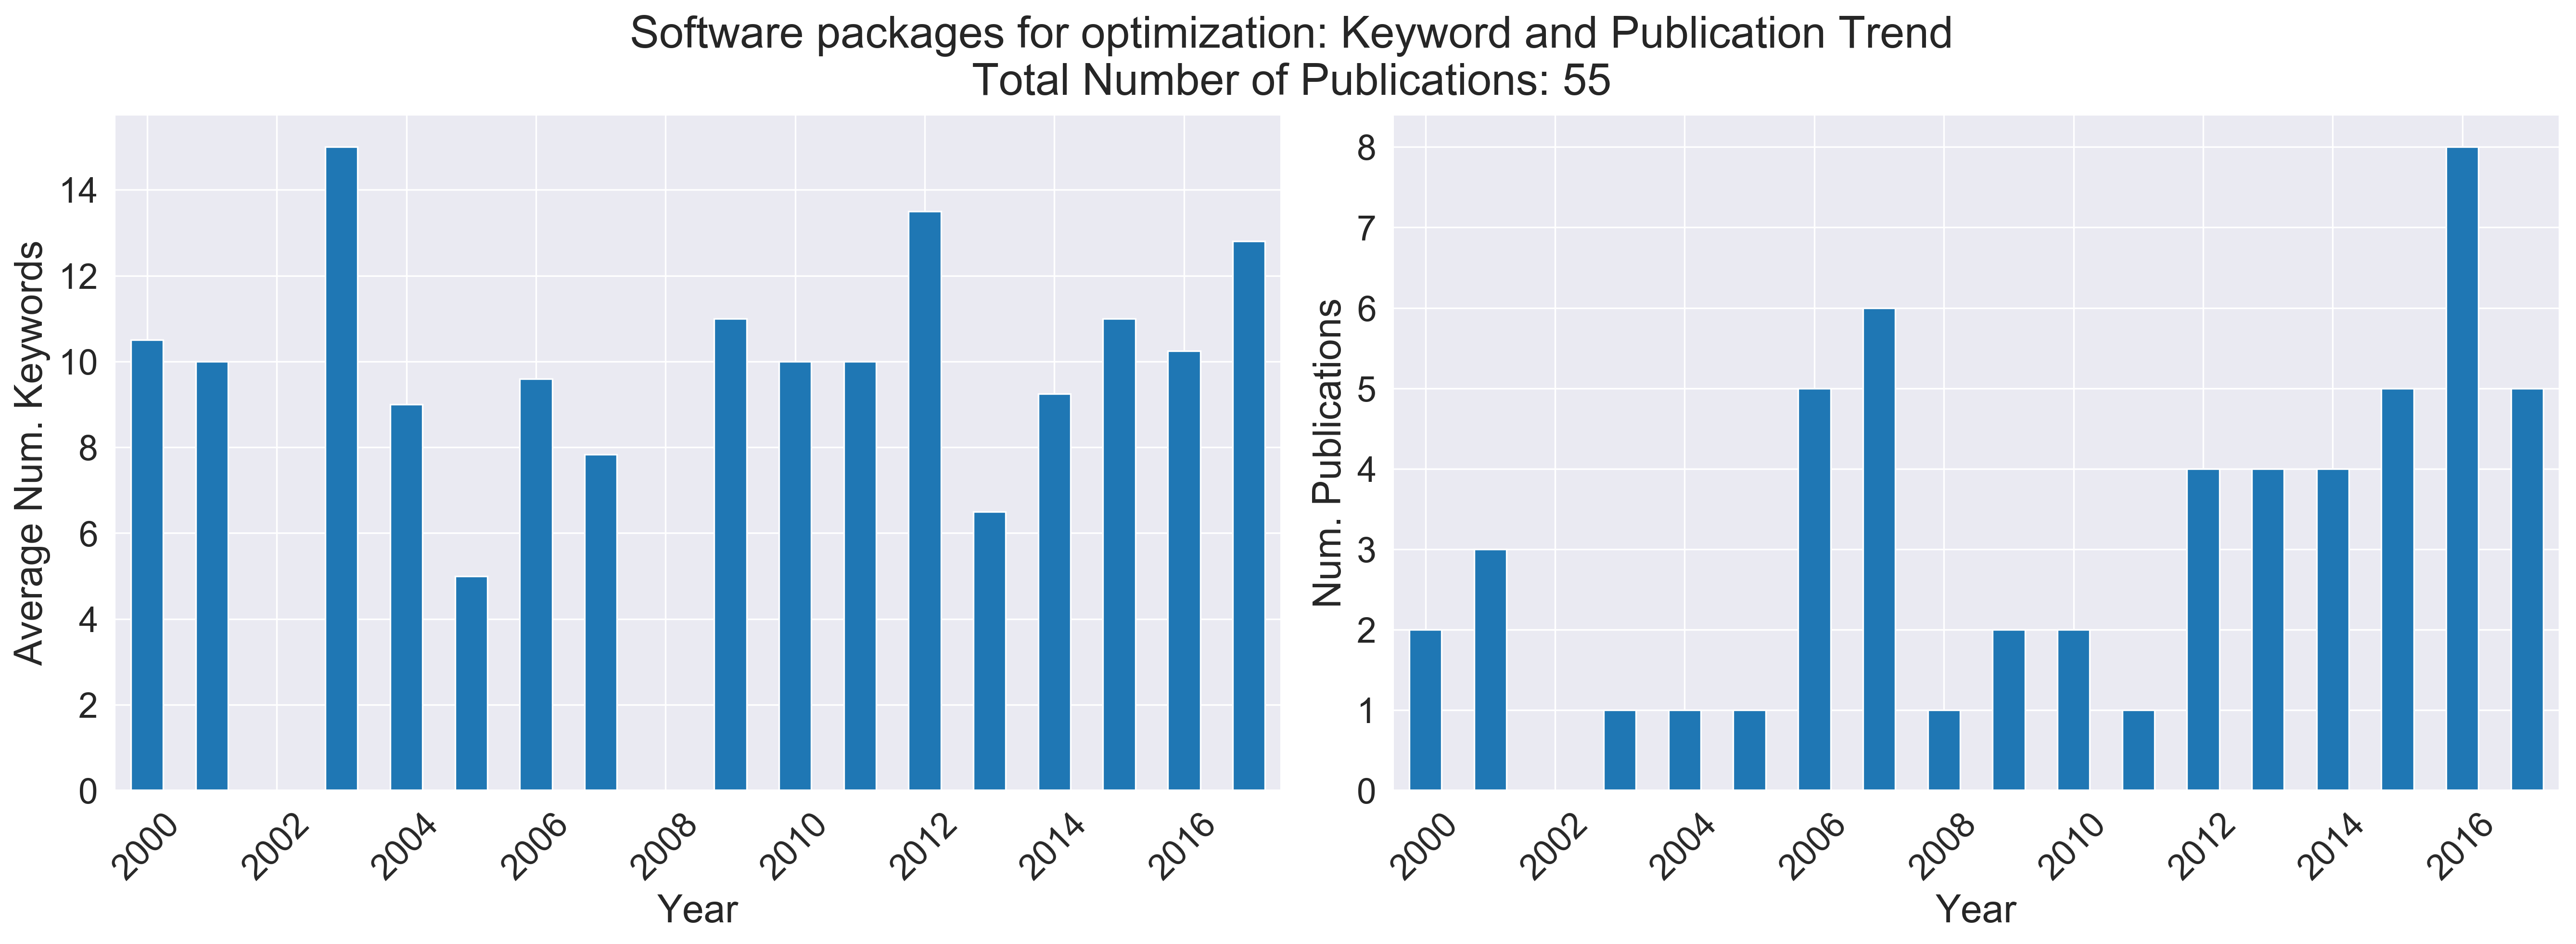 Software packages for optimization: Keyword and Publication Trend
Total Number of Publications: 55
Average Num. Keywords
14
12
10
8
6
4
2
0
2000 2002 2004 2006 2008 2010 2012 2014 2016
Year
Num. Publications
8
7
6
5
4
3
2
1
0
2000 2002 2004 2006 2008 2010 2012 2014 2016
Year